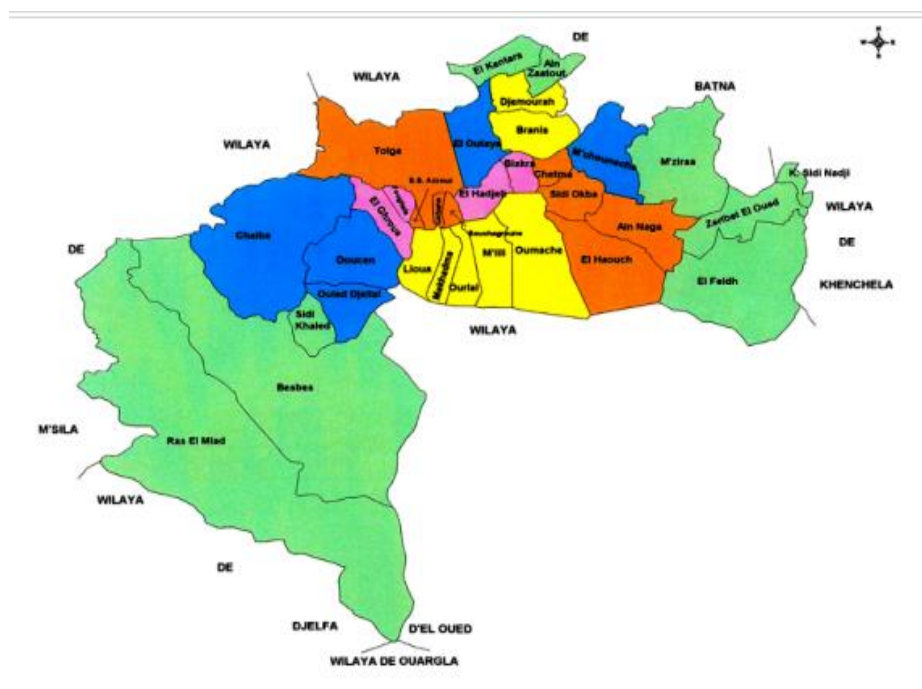 DE
El Kantara
Ain
Zaatout
WILAYA
BATNA
Djemourah
WILAYA
Tolga
El Outaya
Branis
M'chouneche
M'ziraa
K. Sidi Nadji
Biskra
Chetma
El Hadjeb
Sidi Okba
El Ghrous
Zeribet El Oued
WILAYA
Ain Naga
DE
Chaiba
DE
Doucen
Lioua
Mekhadma
Ourlal
M'lili
Oumache
El Haouch
El Feidh
KHENCHELA
Ouled Djellal
Sidi
Khaled
WILAYA
Besbes
M'SILA
Ras El Miad
WILAYA
DE
DJELFA
D'EL OUED
WILAYA DE OUARGLA